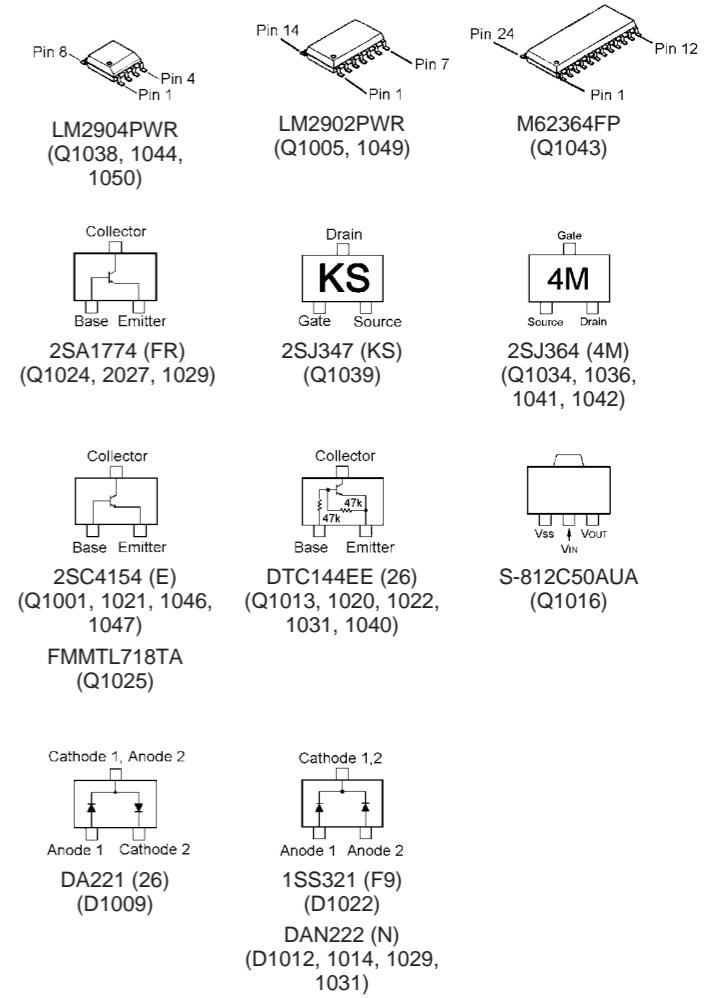 Pin 8
Pin 4
Pin 1
LM2904PWR
(Q1038, 1044,
1050)
Pin 14
Pin 7
Pin 1
LM2902PWR
(Q1005, 1049)
Pin 24
Pin 12
Pin 1
M62364FP
(Q1043)
Collector
Base Emitter
2SA1774 (FR)
(Q1024, 2027, 1029)
Drain
KS
Gate Source
2SJ347 (KS)
(Q1039)
Gate
4M
Source Drain
2SJ364 (4M)
(Q1034, 1036,
1041, 1042)
Collector
Base Emitter
2SC4154 (E)
(Q1001, 1021, 1046,
1047)
FMMTL718TA
(Q1025)
Collector
47k
47k
Base Emitter
DTC144EE (26)
(Q1013, 1020, 1022,
1031, 1040)
Vss VOUT
VIN
S-812C50AUA
(Q1016)
Cathode 1, Anode 2
Anode 1 Cathode 2
DA221 (26)
(D1009)
Cathode 1,2
Anode 1 Anode 2
1SS321 (F9)
(D1022)
DAN222 (N)
(D1012, 1014, 1029,
1031)